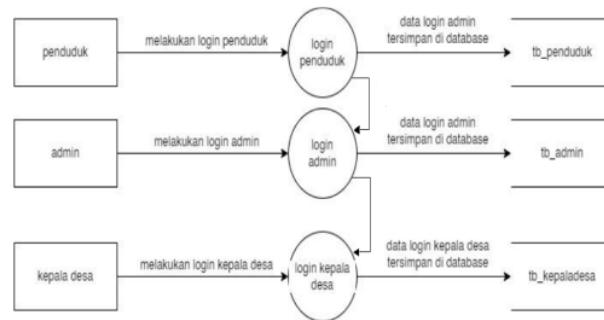 penduduk
melakukan login penduduk
login
penduduk
data login admin
tersimpan di database
tb_penduduk
admin
melakukan login admin
login
admin
data login admin
tersimpan di database
tb_admin
kepala desa
melakukan login kepala desa
login kepala
desa
data login kepala desa
tersimpan di database
tb_kepaladesa